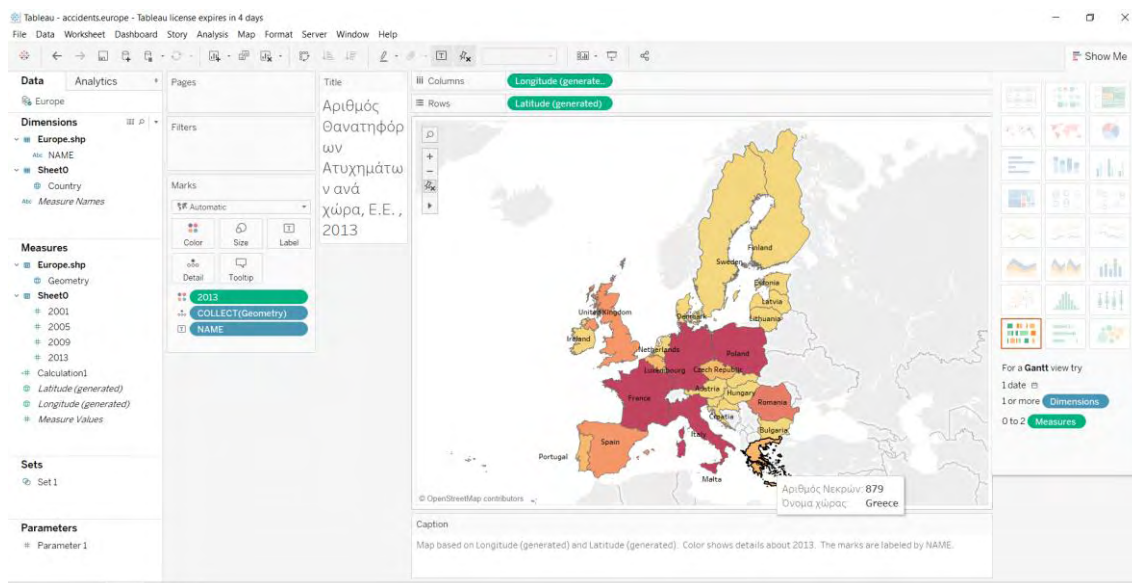 Tableau - accidents.europe - Tableau license expires in 4 days
File Data Worksheet Dashboard Story Analysis Map Format Server Window Help
Show Me
Data Analytics
Europe
Dimensions
Europe.shp
Abc NAME
Sheet0
Country
Abc Measure Names
Measures
Europe.shp
Geometry
Sheet0
# 2001
# 2005
# 2009
# 2013
=# Calculation1
Latitude (generated)
Longitude (generated)
# Measure Values
Sets
Set 1
Parameters
# Parameter 1
Pages
Filters
Marks
Automatic
Color Size Label
Detail Tooltip
2013
COLLECT(Geometry)
NAME
Title
Αριθμός
Θανατηφόρ
ων
Ατυχημάτω
ν ανά
χώρα, Ε.Ε. ,
2013
Columns Longitude (generate..
Rows Latitude (generated)
Finland
Sweden
Estonia
Latvia
Lithuania
Denmark
United Kingdom
Ireland
Netherlands
Poland
Luxembourg
Czech Republic
Austria
Hungary
France
Romania
Croatia
Bulgaria
Italy
Spain
Portugal
Malta
Αριθμός Νεκρών: 879
Όνομα χώρας: Greece
© OpenStreetMap contributors
Caption
Map based on Longitude (generated) and Latitude (generated). Color shows details about 2013. The marks are labeled by NAME.
For a Gantt view try
1 date
1 or more Dimensions
0 to 2 Measures